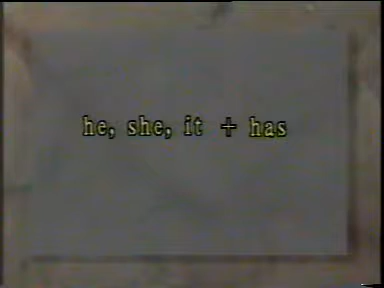 he, she, it + has